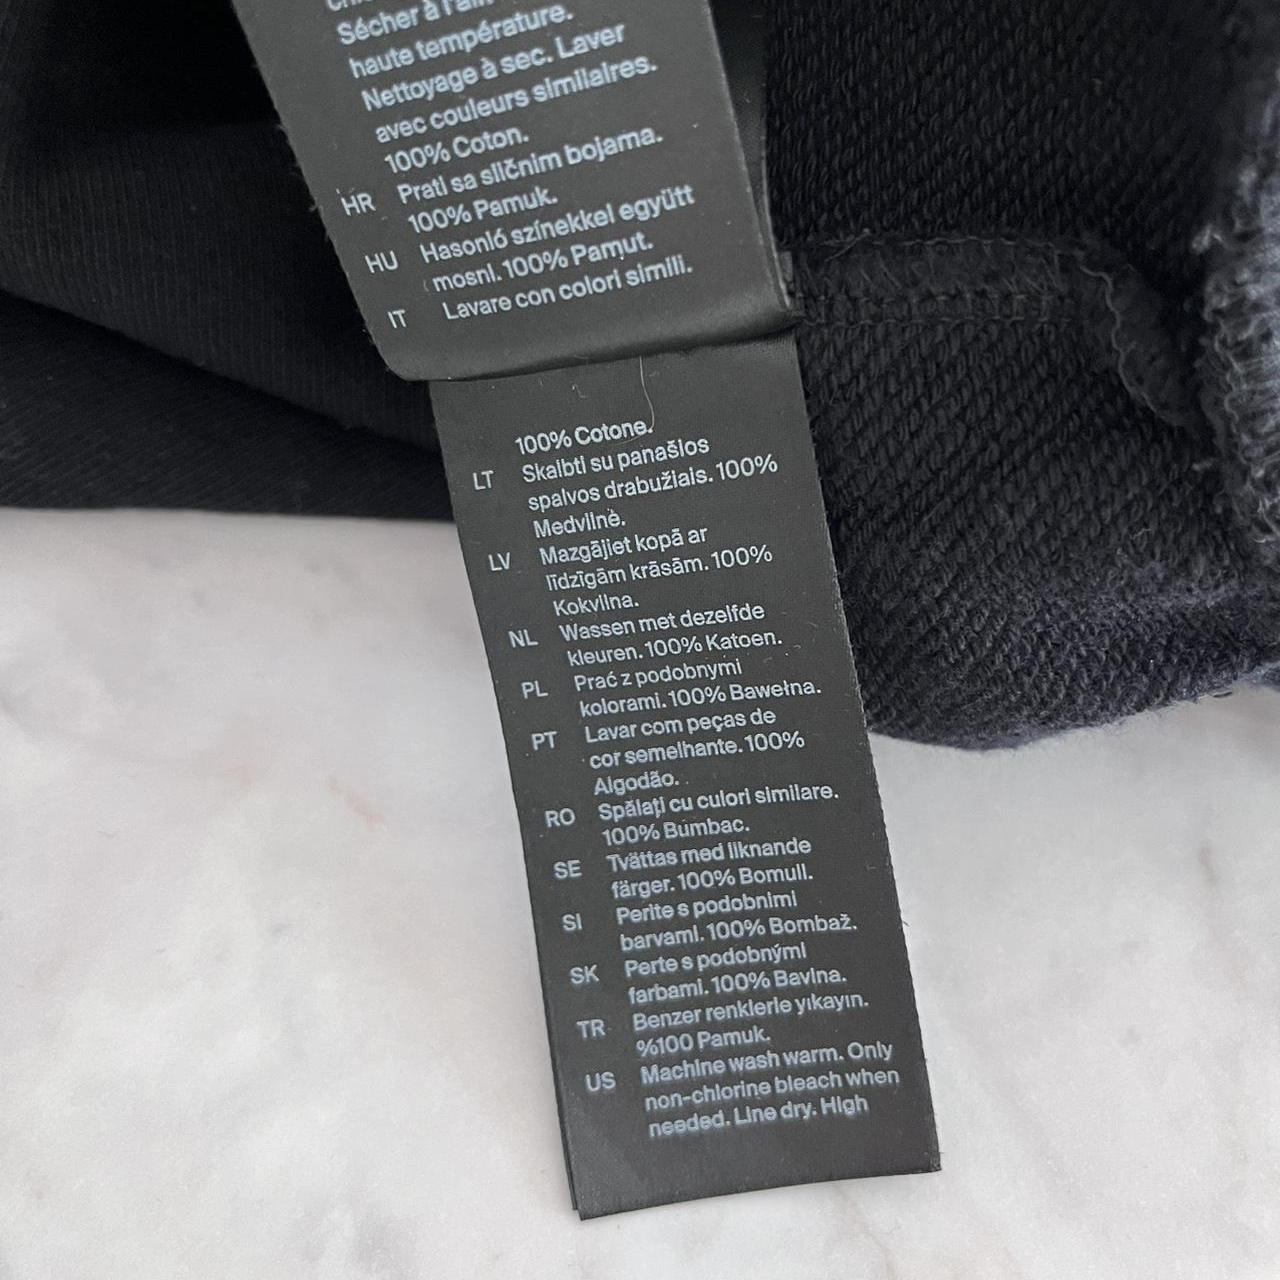 Sécher à l'air
haute température.
Nettoyage à sec. Laver
avec couleurs similaires.
100% Coton.
HR Prati sa sličnim bojama.
100% Pamuk.
HU Hasonló színekkel együtt
mosni. 100% Pamut.
IT Lavare con colori simili.
100% Cotone.
LT Skalbti su panašios
spalvos drabužiais. 100%
Medvilnė.
LV Mazgājiet kopā ar
līdzīgām krāsām. 100%
Kokvilna.
NL Wassen met dezelfde
kleuren. 100% Katoen.
PL Prać z podobnymi
kolorami. 100% Bawełna.
PT Lavar com peças de
cor semelhante. 100%
Algodão.
RO Spălați cu culori similare.
100% Bumbac.
SE Tvättas med liknande
färger. 100% Bomull.
SI Perite s podobnimi
barvami. 100% Bombaž.
SK Perte s podobnými
farbami. 100% Bavlna.
TR Benzer renklerle yıkayın.
%100 Pamuk.
US Machine wash warm. Only
non-chlorine bleach when
needed. Line dry. High